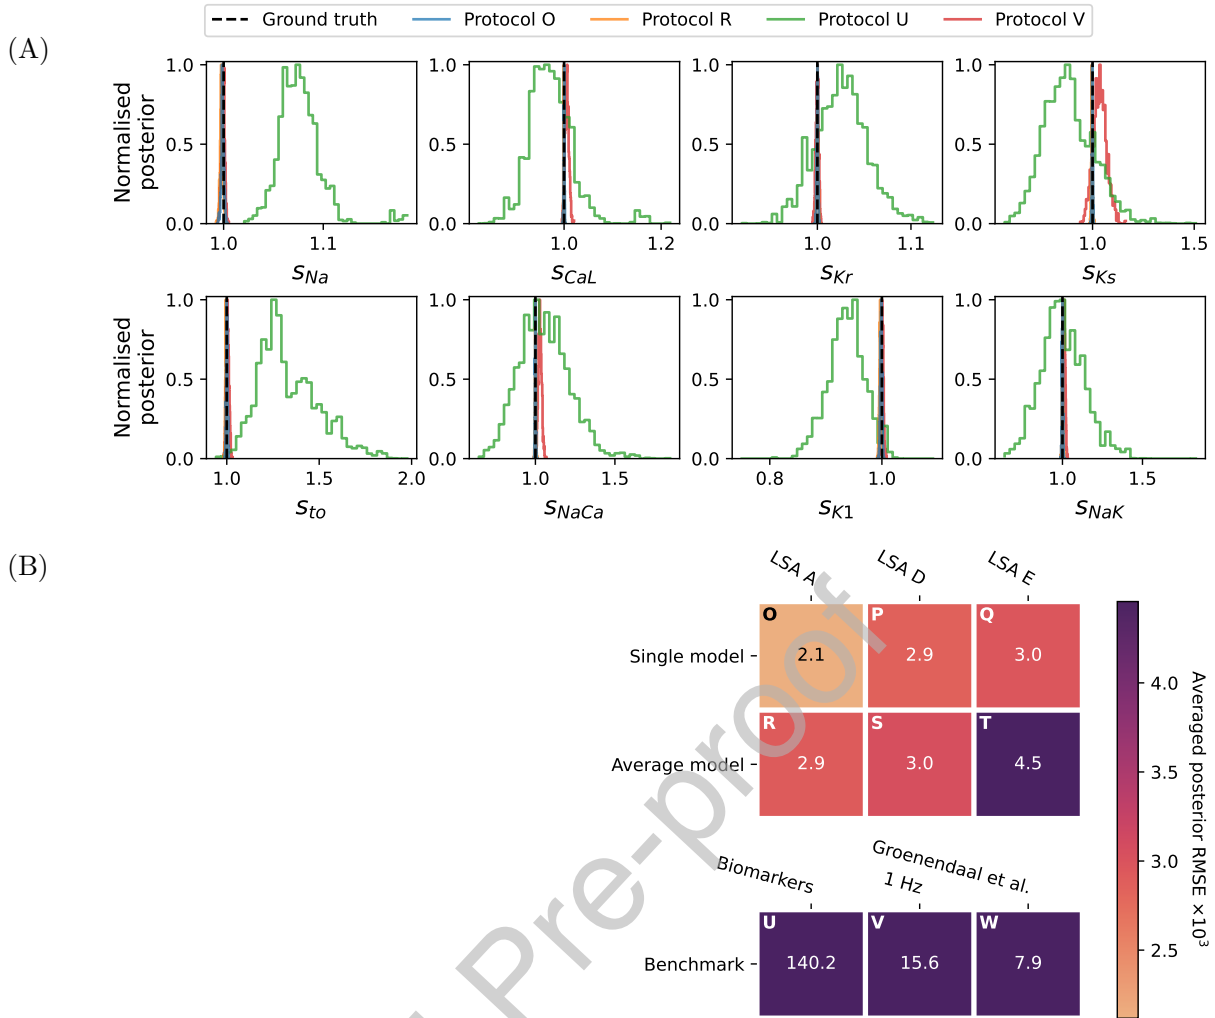 Ground truth Protocol O Protocol R Protocol U Protocol V
(A)
Normalised posterior
1.0 1.0 1.0 1.0
0.5 0.5 0.5 0.5
0.0 0.0 0.0 0.0
1.0 1.1 1.0 1.2 1.0 1.1 1.0 1.5
s_Na s_CaL s_Kr s_Ks
Normalised posterior
1.0 1.0 1.0 1.0
0.5 0.5 0.5 0.5
0.0 0.0 0.0 0.0
1.0 1.5 2.0 1.0 1.5 0.8 1.0 1.0 1.5
s_to s_NaCa s_K1 s_NaK
(B)
LSA A LSA D LSA E
O P Q
Single model 2.1 2.9 3.0
R S T
Average model 2.9 3.0 4.5
Biomarkers 1 Hz Groenendaal et al.
U V W
Benchmark 140.2 15.6 7.9
4.0
3.5
3.0
2.5
Averaged posterior RMSE ×10³
Pre-proof